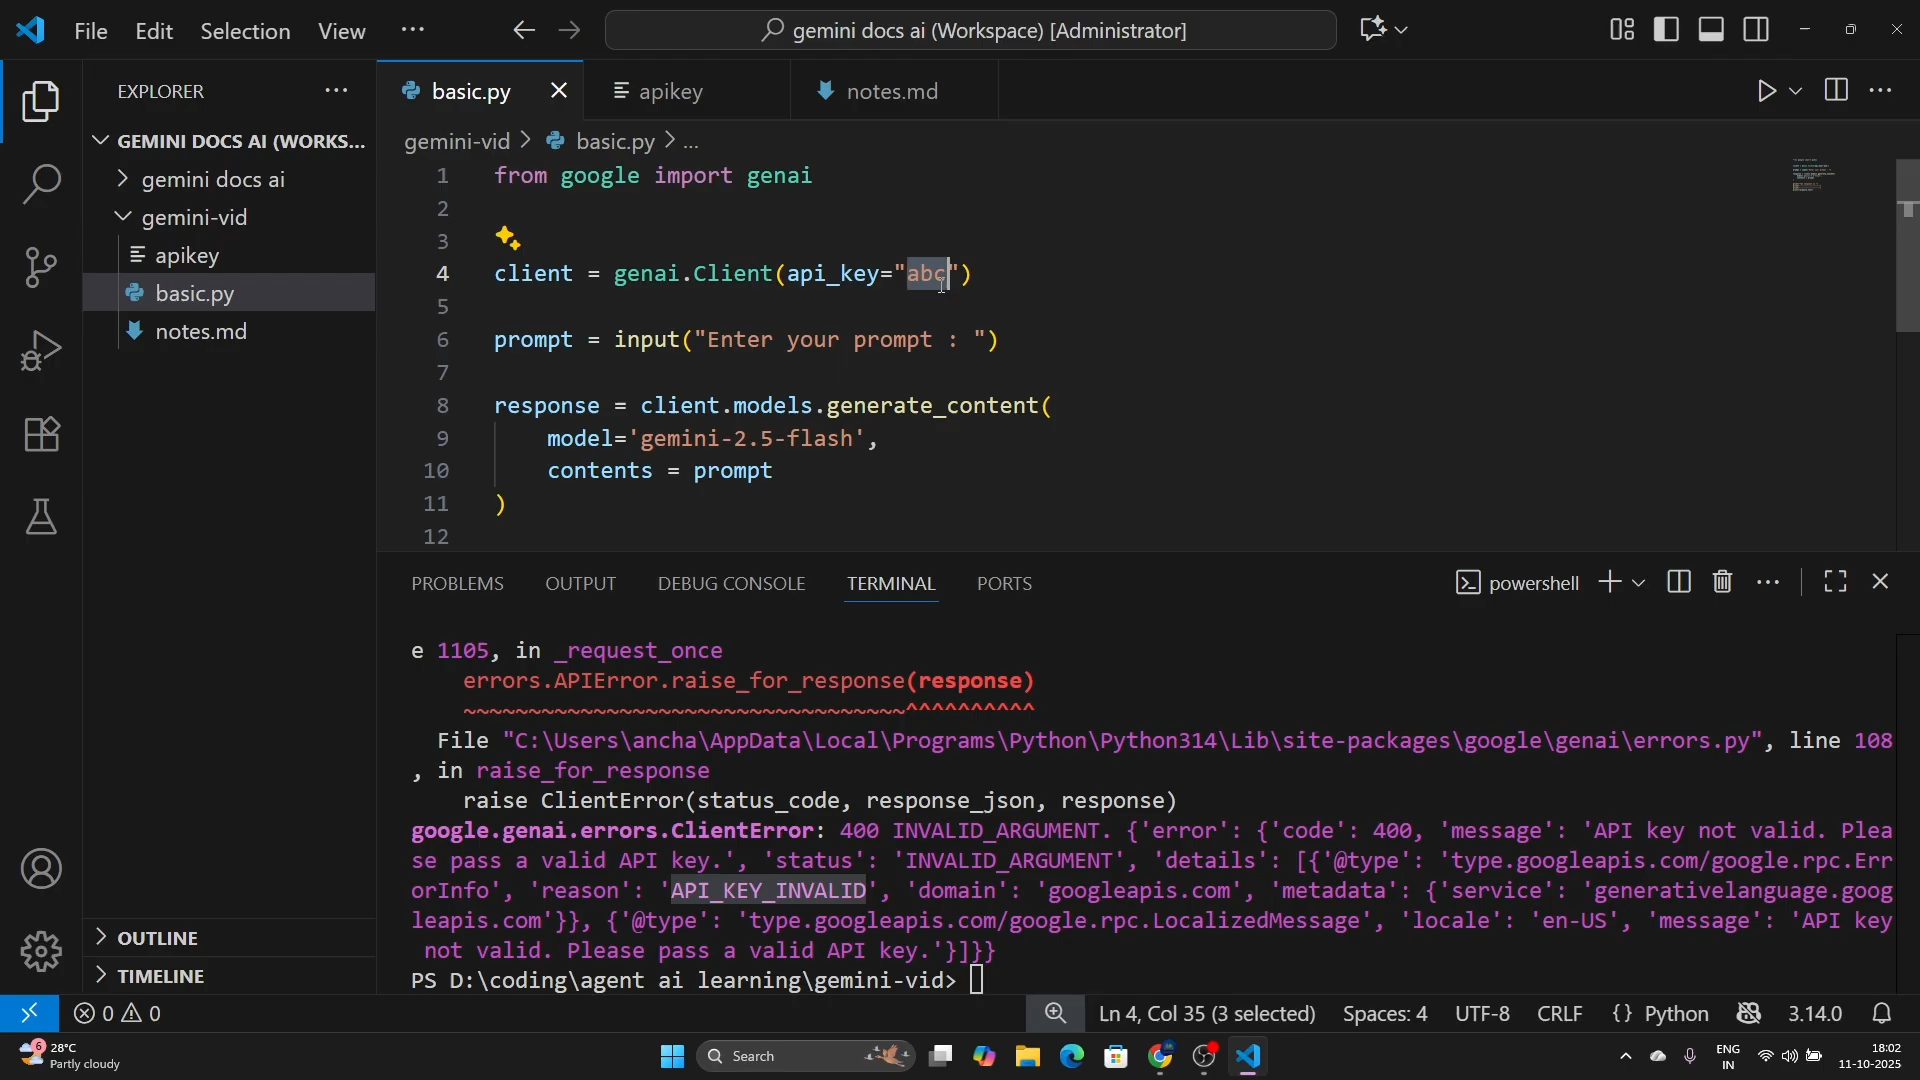 File Edit Selection View ···
gemini docs ai (Workspace) [Administrator]
EXPLORER
GEMINI DOCS AI (WORKS...
gemini docs ai
gemini-vid
apikey
basic.py
notes.md
OUTLINE
TIMELINE
basic.py
apikey
notes.md
gemini-vid > basic.py > ...
1 from google import genai
2
3
4 client = genai.Client(api_key="abc")
5
6 prompt = input("Enter your prompt : ")
7
8 response = client.models.generate_content(
9 model='gemini-2.5-flash',
10 contents = prompt
11 )
12
PROBLEMS OUTPUT DEBUG CONSOLE TERMINAL PORTS
powershell
e 1105, in _request_once
errors.APIError.raise_for_response(response)
~~~~~~~~~~~~~~~~~~~~~~~~~~~~~~~~~~^^^^^^^^^^
File "C:\Users\ancha\AppData\Local\Programs\Python\Python314\Lib\site-packages\google\genai\errors.py", line 108
, in raise_for_response
raise ClientError(status_code, response_json, response)
google.genai.errors.ClientError: 400 INVALID_ARGUMENT. {'error': {'code': 400, 'message': 'API key not valid. Plea
se pass a valid API key.', 'status': 'INVALID_ARGUMENT', 'details': [{'@type': 'type.googleapis.com/google.rpc.Err
orInfo', 'reason': 'API_KEY_INVALID', 'domain': 'googleapis.com', 'metadata': {'service': 'generativelanguage.goog
leapis.com'}}, {'@type': 'type.googleapis.com/google.rpc.LocalizedMessage', 'locale': 'en-US', 'message': 'API key
not valid. Please pass a valid API key.'}]}}
PS D:\coding\agent ai learning\gemini-vid>
0 0
Ln 4, Col 35 (3 selected) Spaces: 4 UTF-8 CRLF {} Python 3.14.0
6
28°C
Partly cloudy
Search
ENG
IN
18:02
11-10-2025